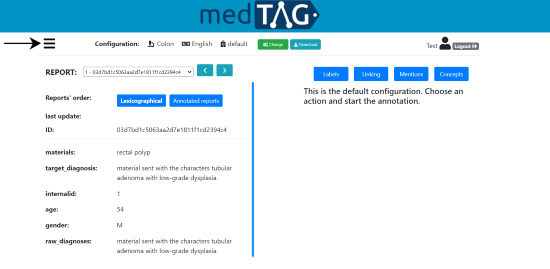 medTAG
Configuration: Colon English default Change Download Test Logout
REPORT: 1 - 03d7bd1c5063aa2d7e1811f1cd2394c4
Labels Linking Mentions Concepts
This is the default configuration. Choose an
action and start the annotation.
Reports' order: Lexicographical Annotated reports
last update:
ID: 03d7bd1c5063aa2d7e1811f1cd2394c4
materials: rectal polyp
target_diagnosis: material sent with the characters tubular
adenoma with low-grade dysplasia.
internalid: 1
age: 54
gender: M
raw_diagnoses: material sent with the characters tubular
adenoma with low-grade dysplasia.